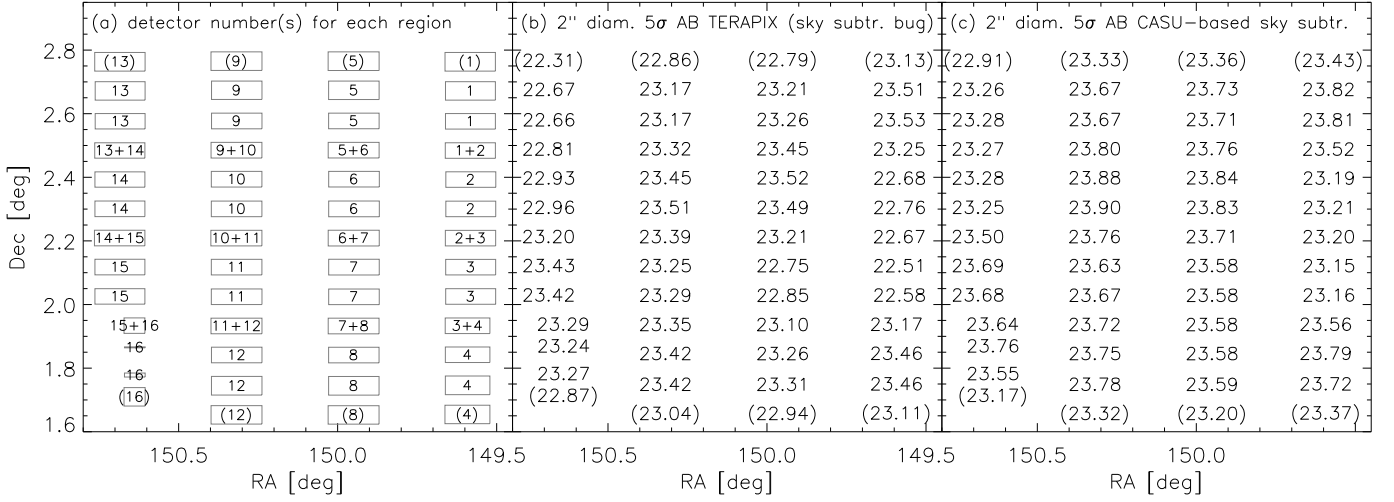 (a) detector number(s) for each region
(b) 2" diam. 5σ AB TERAPIX (sky subtr. bug)
(c) 2" diam. 5σ AB CASU-based sky subtr.
Dec [deg]
2.8
2.6
2.4
2.2
2.0
1.8
1.6
(13) (9) (5) (1)
13 9 5 1
13 9 5 1
13+14 9+10 5+6 1+2
14 10 6 2
14 10 6 2
14+15 10+11 6+7 2+3
15 11 7 3
15 11 7 3
15+16 11+12 7+8 3+4
16 12 8 4
16 12 8 4
(16) (12) (8) (4)
(22.31) (22.86) (22.79) (23.13)
22.67 23.17 23.21 23.51
22.66 23.17 23.26 23.53
22.81 23.32 23.45 23.25
22.93 23.45 23.52 22.68
22.96 23.51 23.49 22.76
23.20 23.39 23.21 22.67
23.43 23.25 22.75 22.51
23.42 23.29 22.85 22.58
23.29 23.35 23.10 23.17
23.24 23.42 23.26 23.46
23.27 23.42 23.31 23.46
(22.87) (23.04) (22.94) (23.11)
(22.91) (23.33) (23.36) (23.43)
23.26 23.67 23.73 23.82
23.28 23.67 23.71 23.81
23.27 23.80 23.76 23.52
23.28 23.88 23.84 23.19
23.25 23.90 23.83 23.21
23.50 23.76 23.71 23.20
23.69 23.63 23.58 23.15
23.68 23.67 23.58 23.16
23.64 23.72 23.58 23.56
23.76 23.75 23.58 23.79
23.55 23.78 23.59 23.72
(23.17) (23.32) (23.20) (23.37)
150.5 150.0 149.5
150.5 150.0 149.5
150.5 150.0
RA [deg]
RA [deg]
RA [deg]